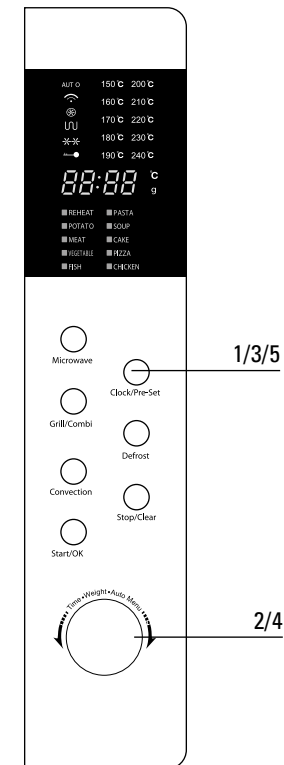 AUTO 150℃ 200℃
160℃ 210℃
170℃ 220℃
180℃ 230℃
190℃ 240℃
88:88 ℃
g
REHEAT PASTA
POTATO SOUP
MEAT CAKE
VEGETABLE PIZZA
FISH CHICKEN
Microwave
1/3/5
Clock/Pre-Set
Grill/Combi
Defrost
Convection
Stop/Clear
Start/OK
Time•Weight•Auto Menu
2/4